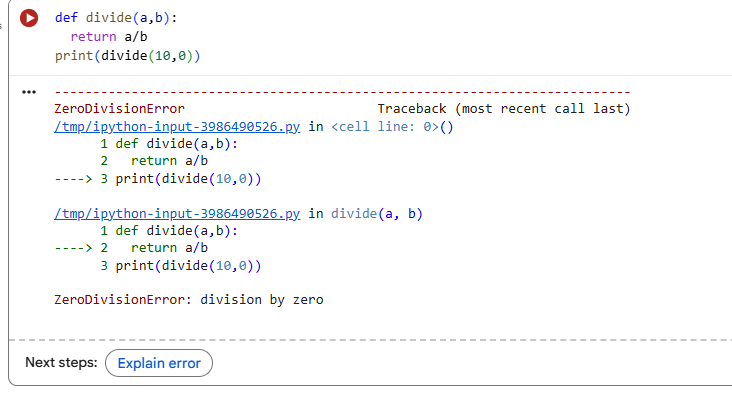 def divide(a,b):
  return a/b
print(divide(10,0))
---------------------------------------------------------------------------
ZeroDivisionError                         Traceback (most recent call last)
/tmp/ipython-input-3986490526.py in <cell line: 0>()
      1 def divide(a,b):
      2   return a/b
----> 3 print(divide(10,0))

/tmp/ipython-input-3986490526.py in divide(a, b)
      1 def divide(a,b):
----> 2   return a/b
      3 print(divide(10,0))

ZeroDivisionError: division by zero
Next steps: Explain error